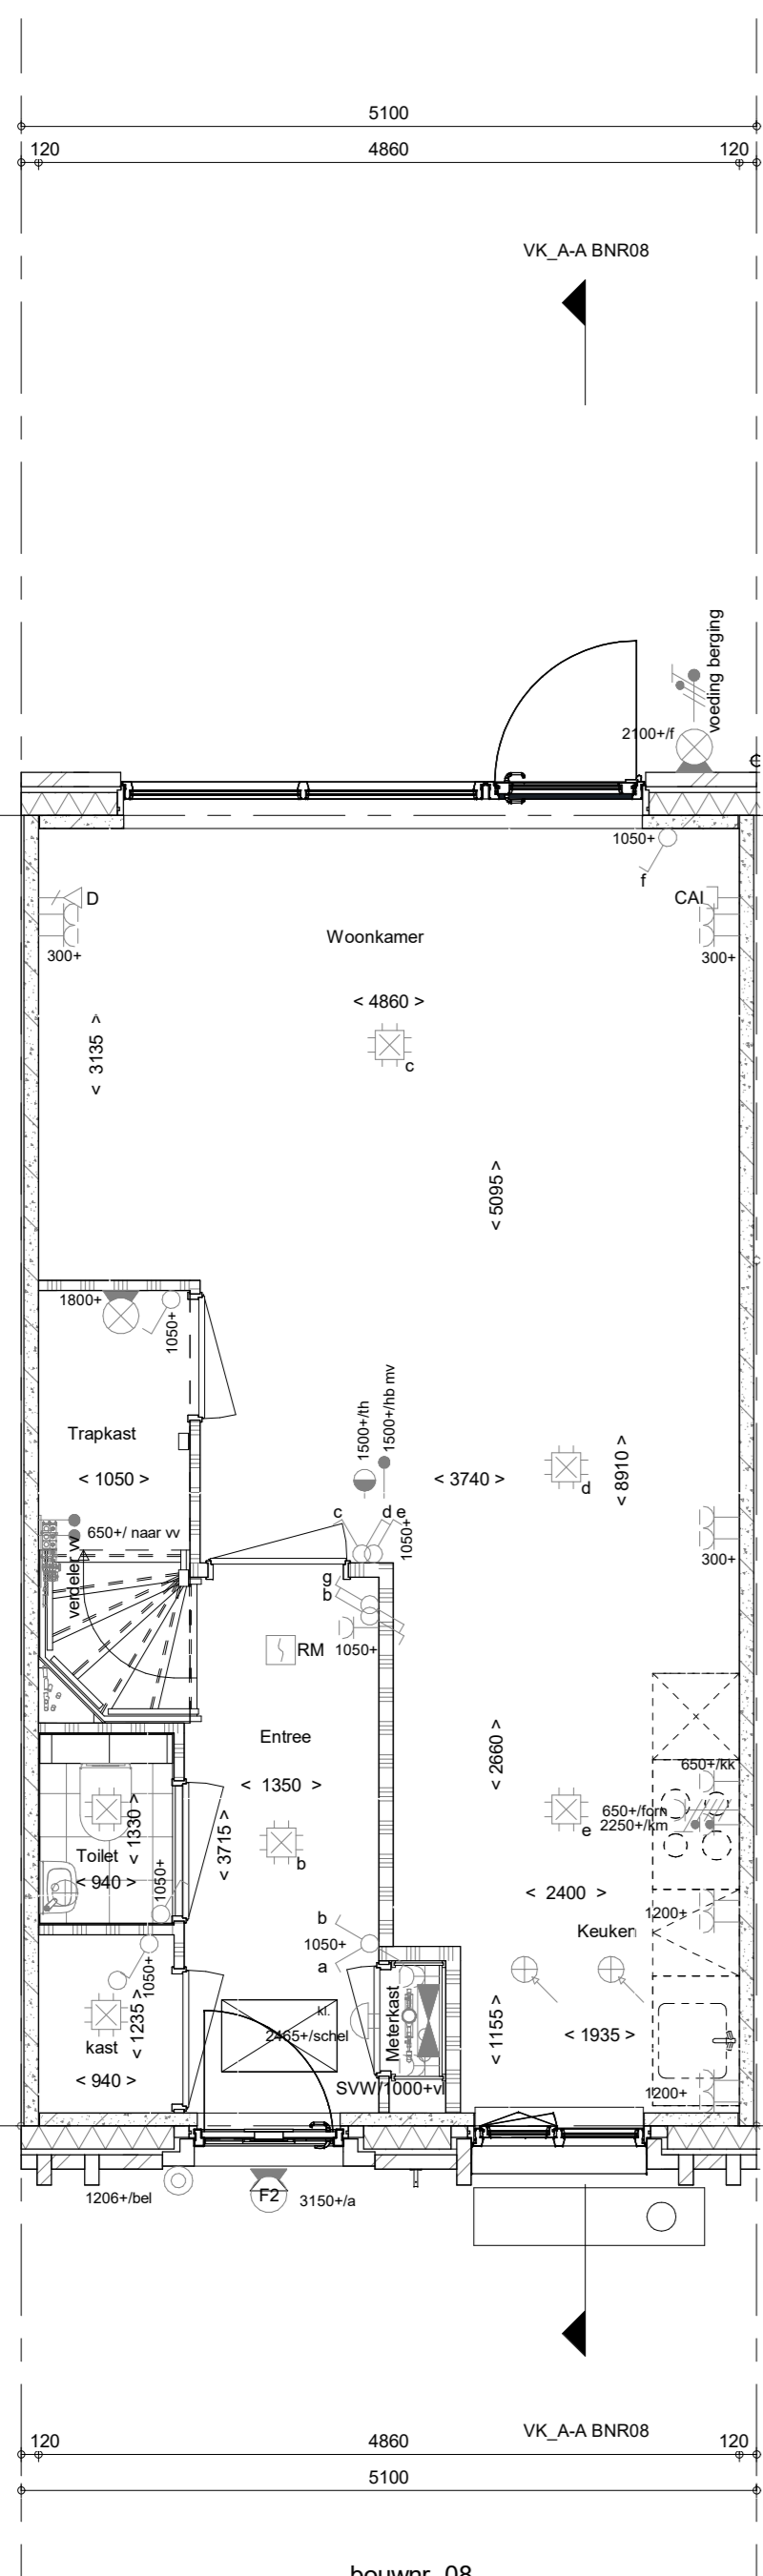 5100
120 4860 120
VK_A-A BNR08
voeding berging
2100+/f
1050+
f
D
CAI
300+
300+
Woonkamer
< 4860 >
< 3135 >
c
< 5095 >
1800+
1050+
Trapkast
< 1050 >
1500+/th
1500+/hb mv
< 3740 >
d
< 8910 >
650+/ naar vv
verdeler vv
c d e
1050+
300+
g
b
1050+
RM
Entree
< 1350 >
< 2660 >
650+/kk
650+/forn
2250+/km
e
< 1330 >
Toilet
< 940 >
1050+
< 3715 >
b
< 2400 >
1200+
Keuken
b
1050+
a
1050+
kast
< 1235 >
< 940 >
kl.
2465+/schel
Meterkast
< 1155 >
< 1935 >
SVW/1000+vl
1200+
1206+/bel
F2
3150+/a
VK_A-A BNR08
120 4860 120
5100
bouwnr. 08